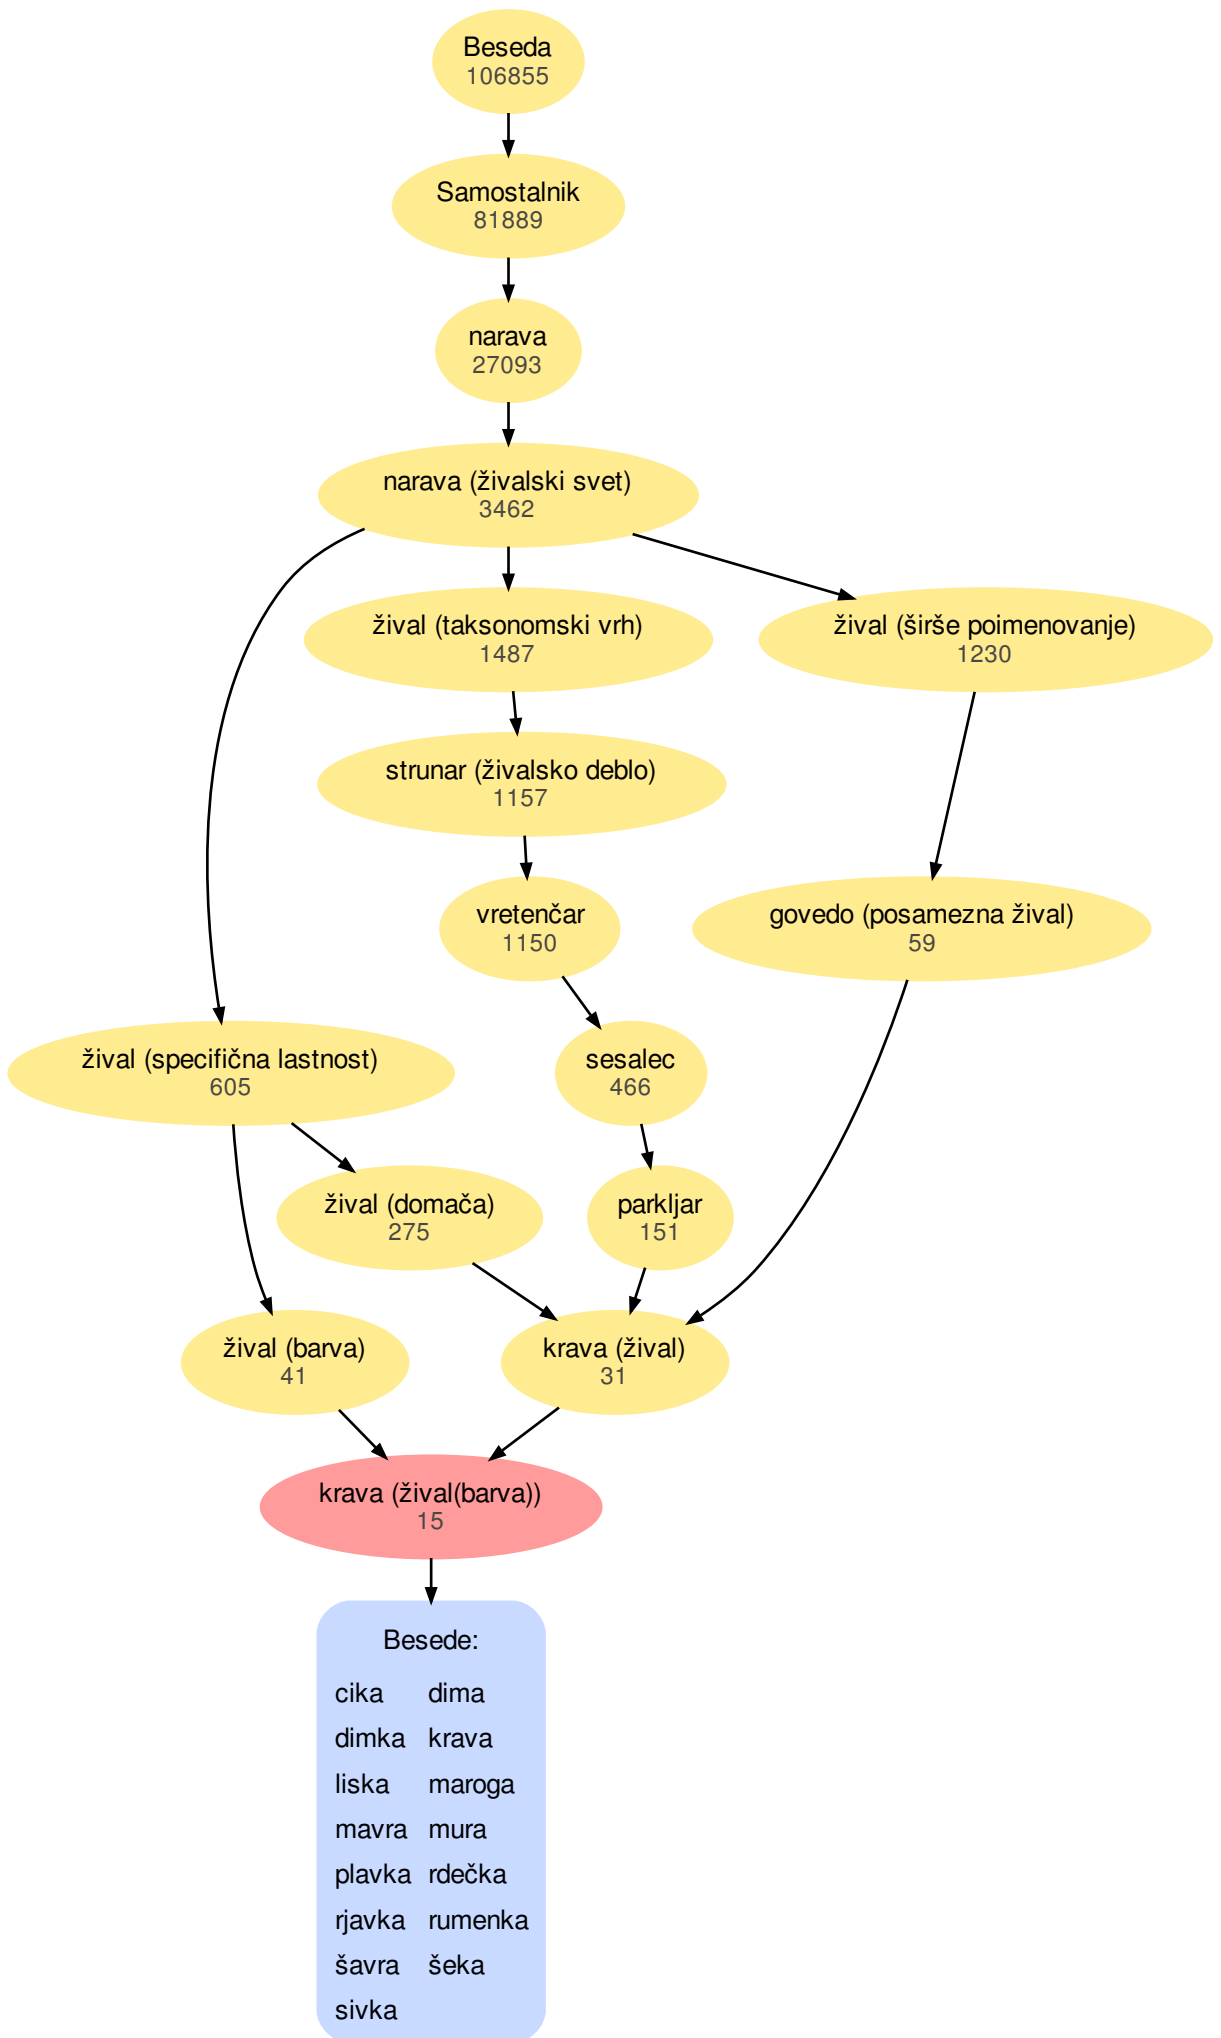 Beseda
106855
Samostalnik
81889
narava
27093
narava (živalski svet)
3462
žival (taksonomski vrh)
1487
žival (širše poimenovanje)
1230
strunar (živalsko deblo)
1157
vretenčar
1150
govedo (posamezna žival)
59
žival (specifična lastnost)
605
sesalec
466
žival (domača)
275
parkljar
151
žival (barva)
41
krava (žival)
31
krava (žival(barva))
15
Besede:
cika dima
dimka krava
liska maroga
mavra mura
plavka rdečka
rjavka rumenka
šavra šeka
sivka